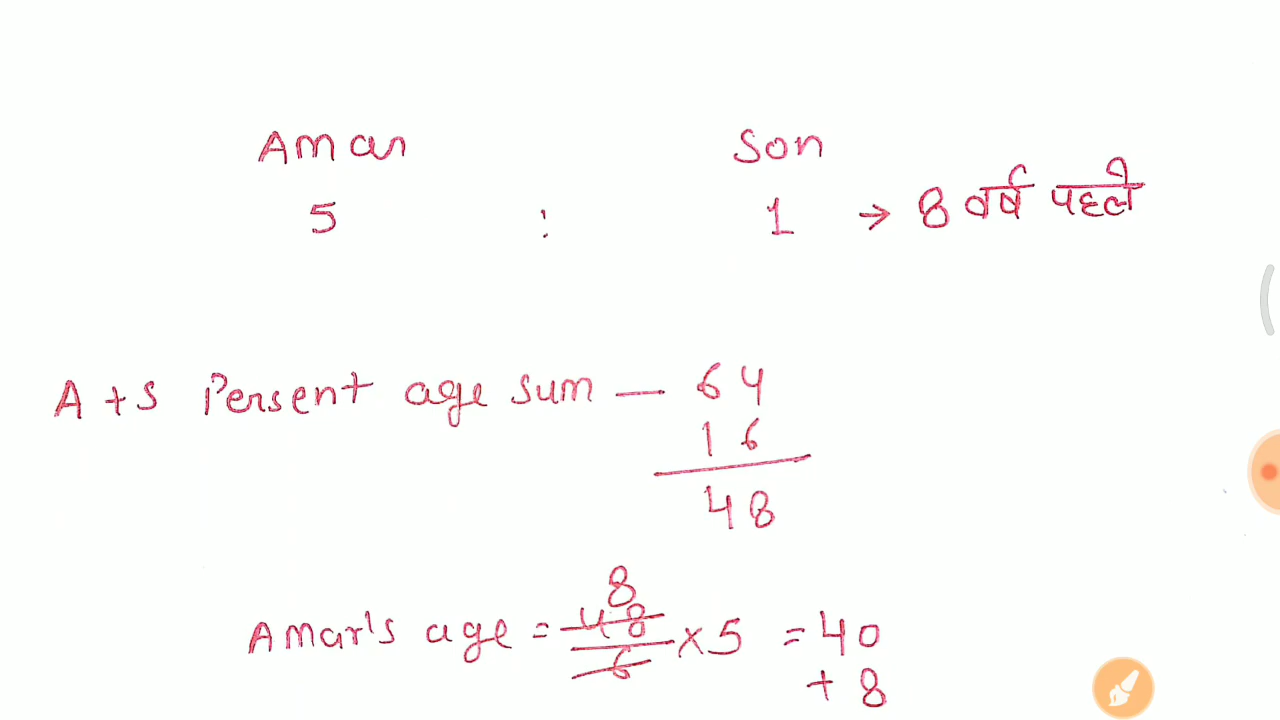 Amar Son
5 : 1 → 8 वर्ष पहले
A + S Persent age sum — 64
16
48
8
Amar's age = 48/6 × 5 = 40
+ 8